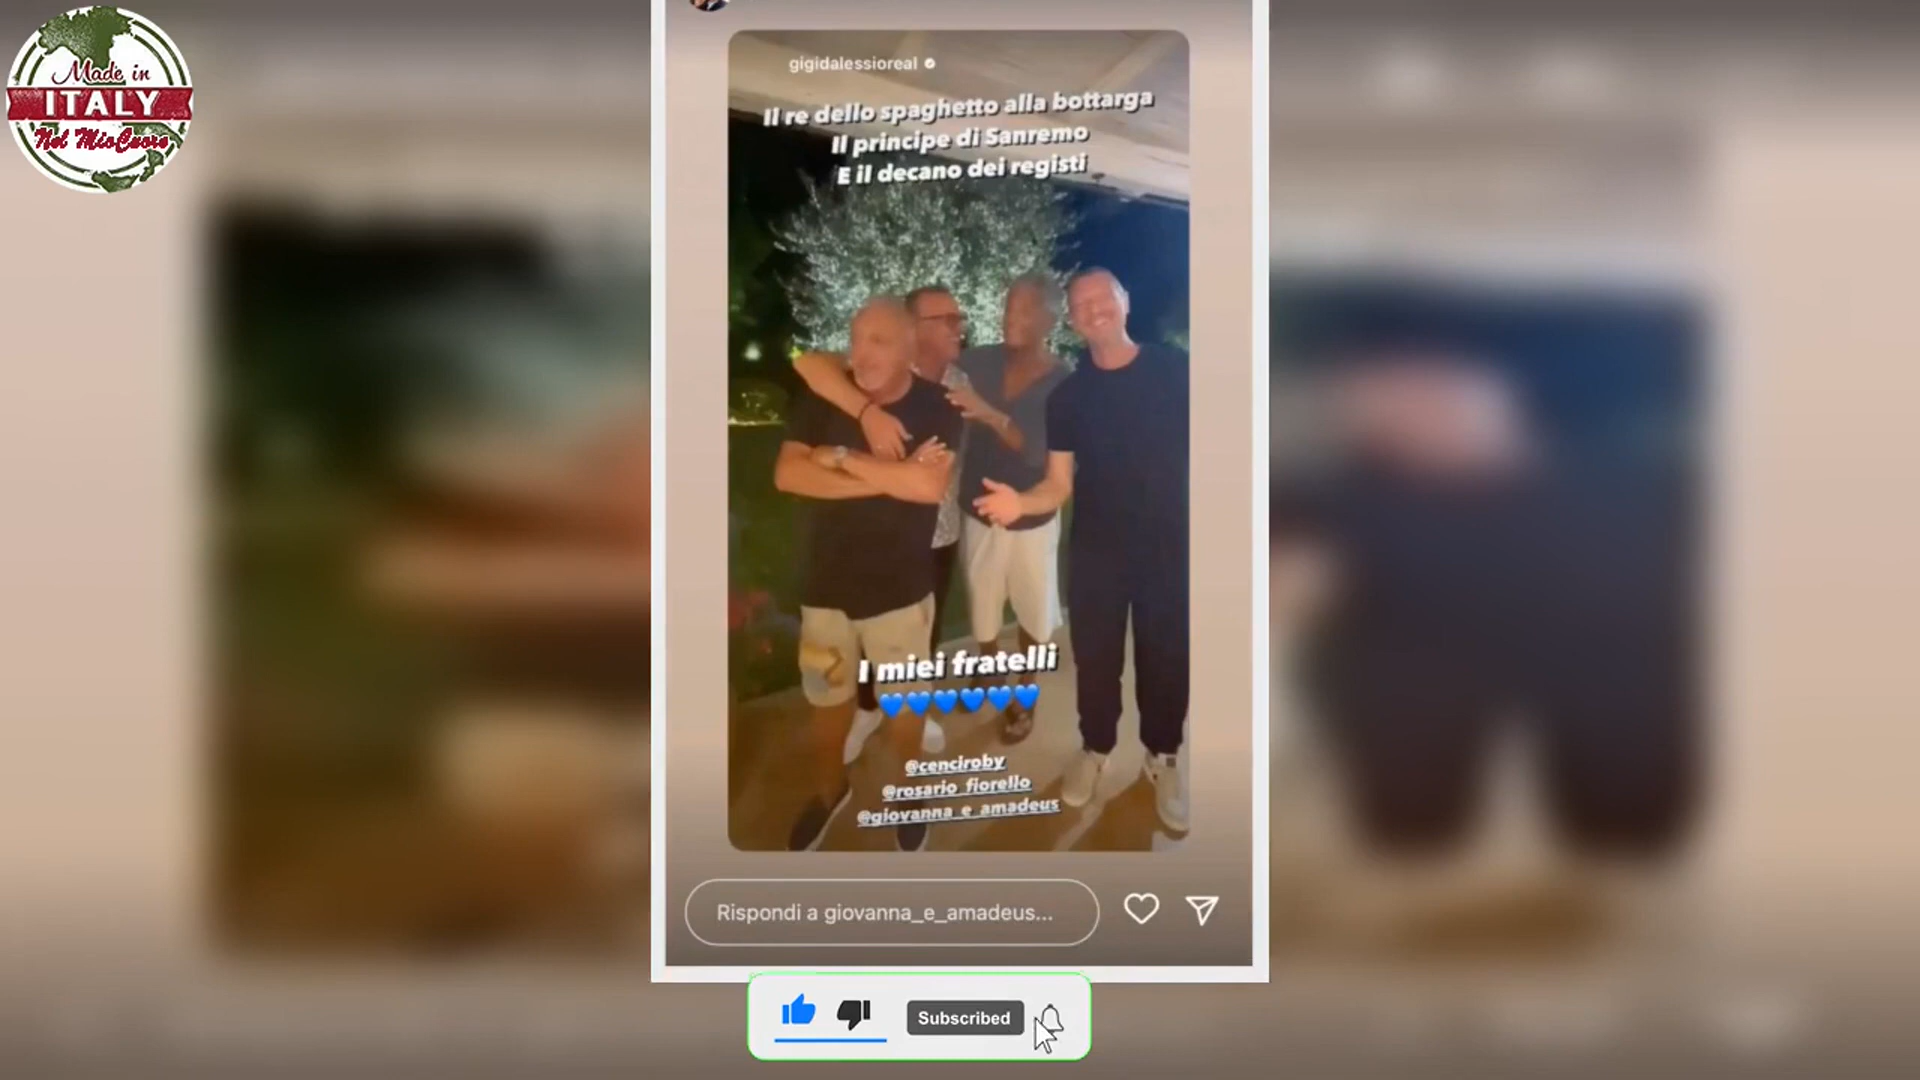 Made in
ITALY
Nel Mio Cuore
gigidalessioreal
Il re dello spaghetto alla bottarga
Il principe di Sanremo
E il decano dei registi
I miei fratelli
@cenciroby
@rosario_fiorello
@giovanna_e_amadeus
Rispondi a giovanna_e_amadeus...
Subscribed